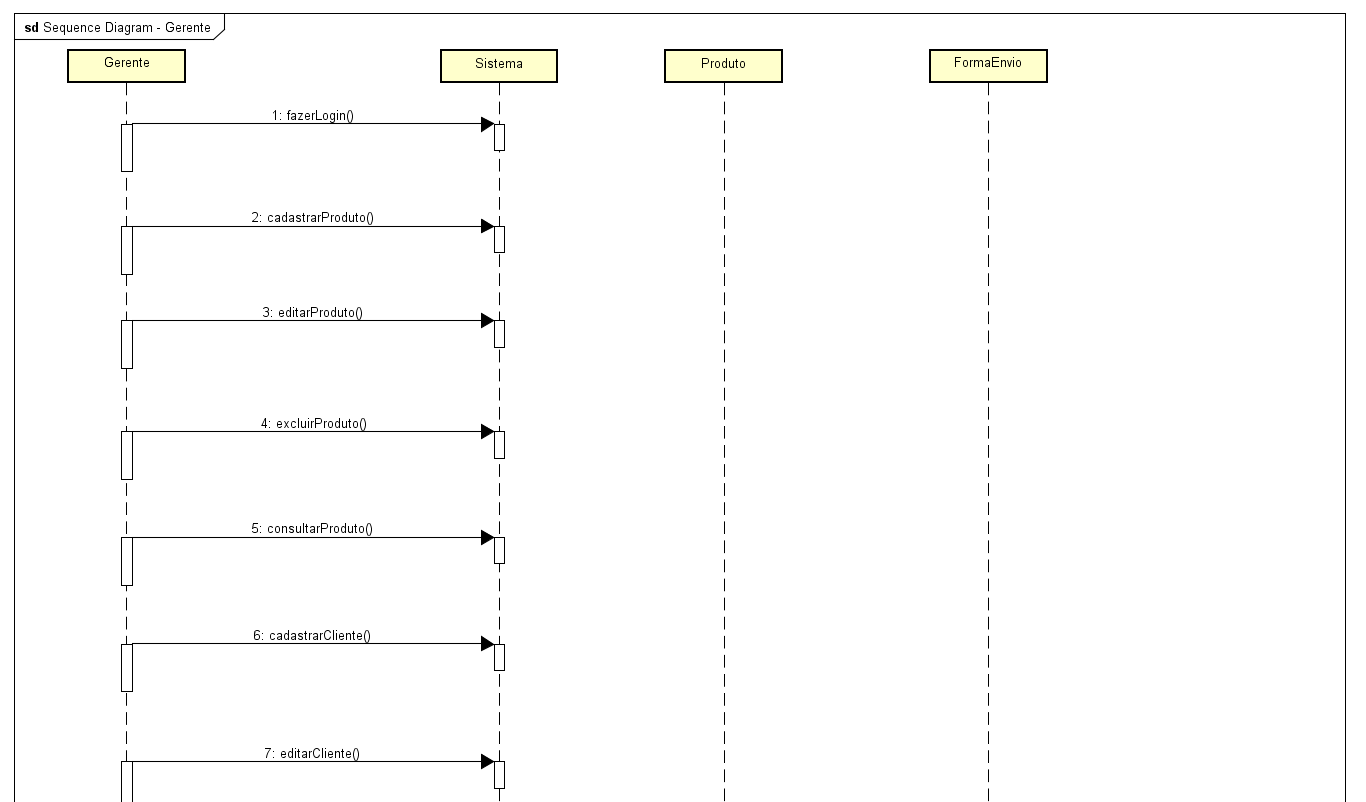 sd Sequence Diagram - Gerente
Gerente
Sistema
Produto
FormaEnvio
1: fazerLogin()
2: cadastrarProduto()
3: editarProduto()
4: excluirProduto()
5: consultarProduto()
6: cadastrarCliente()
7: editarCliente()